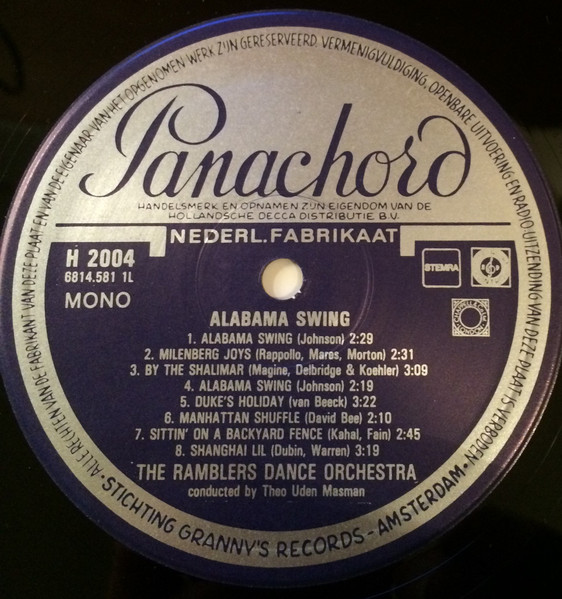 ALLE RECHTEN VAN DE FABRIKANT VAN DEZE PLAAT EN VAN DE EIGENAAR VAN HET OPGENOMEN WERK ZIJN GERESERVEERD. VERMENIGVULDIGING, OPENBARE UITVOERING EN RADIO-UITZENDING VAN DEZE PLAAT IS VERBODEN
Panachord
HANDELSMERK EN OPNAMEN ZIJN EIGENDOM VAN DE
HOLLANDSCHE DECCA DISTRIBUTIE B.V.
NEDERL. FABRIKAAT
H 2004
6814.581 1L
MONO
STEMRA
ALABAMA SWING
1. ALABAMA SWING (Johnson) 2:29
2. MILENBERG JOYS (Rappollo, Mares, Morton) 2:31
3. BY THE SHALIMAR (Magine, Delbridge & Koehler) 3:09
4. ALABAMA SWING (Johnson) 2:19
5. DUKE'S HOLIDAY (van Beeck) 3:22
6. MANHATTAN SHUFFLE (David Bee) 2:10
7. SITTIN' ON A BACKYARD FENCE (Kahal, Fain) 2:45
8. SHANGHAI LIL (Dubin, Warren) 3:19
THE RAMBLERS DANCE ORCHESTRA
conducted by Theo Uden Masman
• STICHTING GRANNY'S RECORDS - AMSTERDAM •